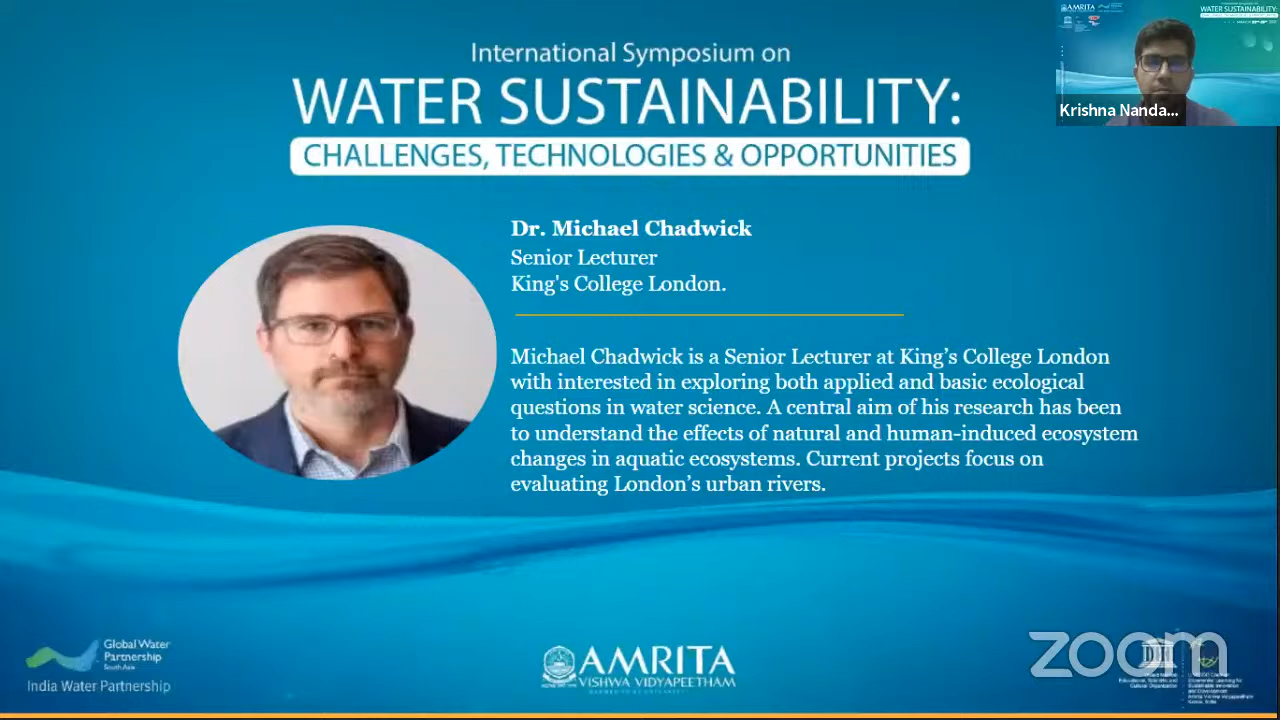 International Symposium on
WATER SUSTAINABILITY:
CHALLENGES, TECHNOLOGIES & OPPORTUNITIES
AMRITA
WATER SUSTAINABILITY:
Krishna Nanda...
Dr. Michael Chadwick
Senior Lecturer
King's College London.
Michael Chadwick is a Senior Lecturer at King’s College London
with interested in exploring both applied and basic ecological
questions in water science. A central aim of his research has been
to understand the effects of natural and human-induced ecosystem
changes in aquatic ecosystems. Current projects focus on
evaluating London’s urban rivers.
Global Water
Partnership
South Asia
India Water Partnership
AMRITA
VISHWA VIDYAPEETHAM
zoom